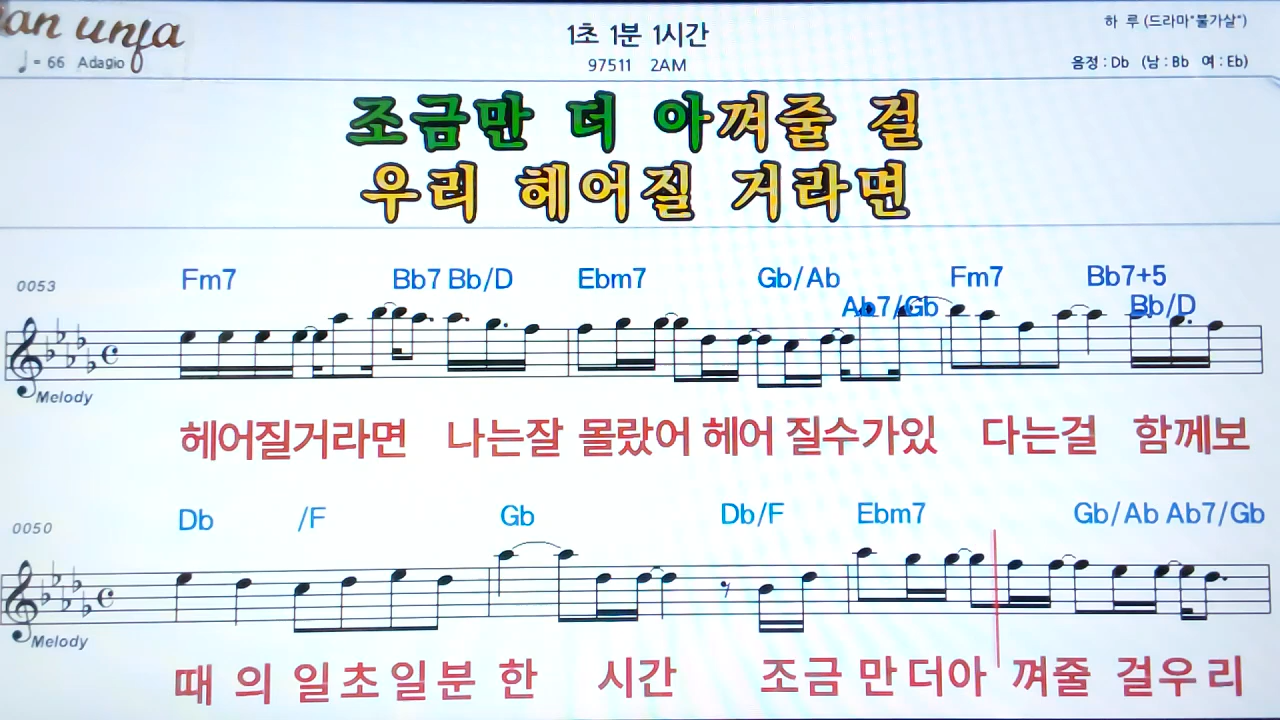 an unja
♩= 66 Adagio
1초 1분 1시간
97511 2AM
하 루 (드라마"불가살")
음정 : Db (남 : Bb 여 : Eb)
조금만 더 아껴줄 걸
우리 헤어질 거라면
0053
Fm7 Bb7 Bb/D Ebm7 Gb/Ab Ab7/Gb Fm7 Bb7+5 Bb/D
Melody
헤어질거라면 나는잘 몰랐어 헤어 질수가있 다는걸 함께보
0050
Db /F Gb Db/F Ebm7 Gb/Ab Ab7/Gb
Melody
때 의 일초일분 한 시간 조금 만 더아 껴줄 걸우 리